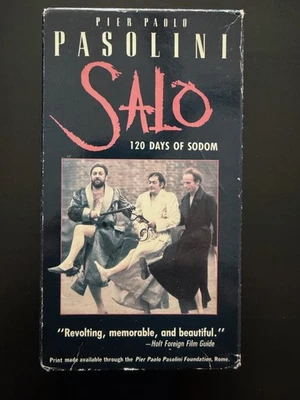 PIER PAOLO
PASOLINI
SALO
120 DAYS OF SODOM
"Revolting, memorable, and beautiful."
—Holt Foreign Film Guide
Print made available through the Pier Paolo Pasolini Foundation, Rome.